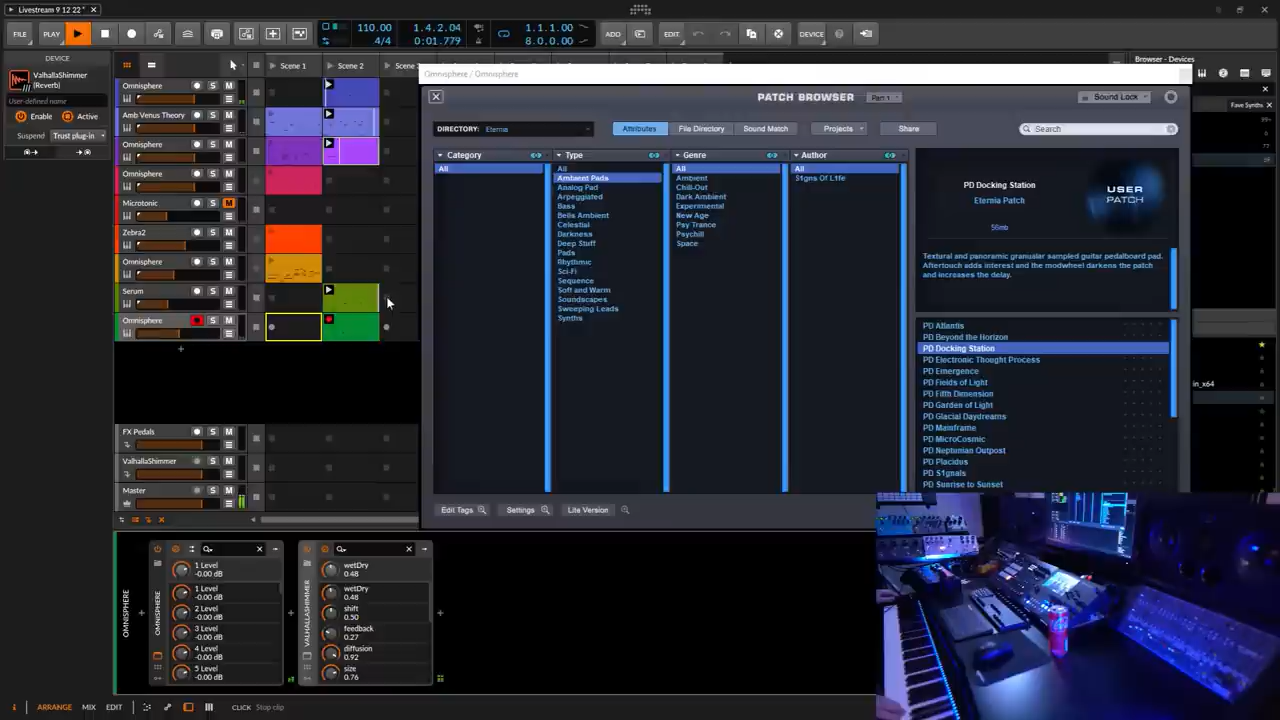 Livestream 9 12 22*
FILE
PLAY
110.00
4/4
1.4.2.04
0:01.779
1.1.1.00
8.0.0.00
ADD
EDIT
DEVICE
DEVICE
ValhallaShimmer
(Reverb)
User-defined name
Enable
Active
Suspend
Trust plug-in
Scene 1
Scene 2
Scene 3
Omnisphere
S
M
Amb Venus Theory
S
M
Omnisphere
S
M
Omnisphere
S
M
Microtonic
S
M
Zebra2
S
M
Omnisphere
S
M
Serum
S
M
Omnisphere
S
M
FX Pedals
S
M
ValhallaShimmer
S
M
Master
S
M
Omnisphere / Omnisphere
PATCH BROWSER
Part 1
Sound Lock
DIRECTORY:
Eternia
Attributes
File Directory
Sound Match
Projects
Share
Search
Category
All
Type
All
Ambient Pads
Analog Pad
Arpeggiated
Bass
Bells Ambient
Celestial
Darkness
Deep Stuff
Pads
Rhythmic
Sci-Fi
Sequence
Soft and Warm
Soundscapes
Sweeping Leads
Synths
Genre
All
Ambient
Chill-Out
Dark Ambient
Experimental
New Age
Psy Trance
Psychill
Space
Author
All
S1gns Of L1fe
PD Docking Station
Eternia Patch
56mb
USER
PATCH
Textural and panoramic granular sampled guitar pedalboard pad.
Aftertouch adds interest and the modwheel darkens the patch
and increases the delay.
PD Atlantis
PD Beyond the Horizon
PD Docking Station
PD Electronic Thought Process
PD Emergence
PD Fields of Light
PD Fifth Dimension
PD Garden of Light
PD Glacial Daydreams
PD Mainframe
PD MicroCosmic
PD Neptunian Outpost
PD Placidus
PD S1gnals
PD Sunrise to Sunset
Edit Tags
Settings
Lite Version
Browser - Devices
Fave Synths
in_x64
OMNISPHERE
OMNISPHERE
1 Level
-0.00 dB
1 Level
-0.00 dB
2 Level
-0.00 dB
3 Level
-0.00 dB
4 Level
-0.00 dB
5 Level
-0.00 dB
VALHALLASHIMMER
wetDry
0.48
wetDry
0.48
shift
0.50
feedback
0.27
diffusion
0.92
size
0.76
ARRANGE
MIX
EDIT
CLICK
Stop clip